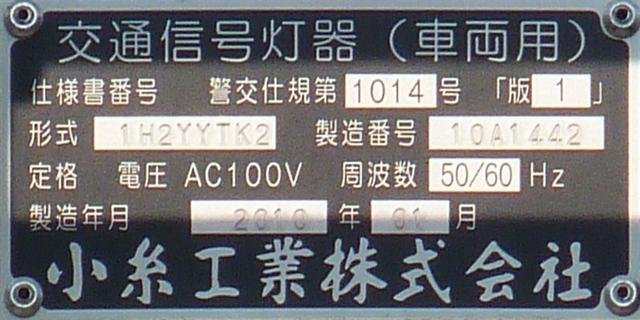 交通信号灯器（車両用）
仕様書番号 警交仕規第 1014 号 「版 1 」
形式 1H2YYTK2 製造番号 10A1442
定格 電圧 AC100V 周波数 50/60 Hz
製造年月 2010 年 01 月
小糸工業株式会社